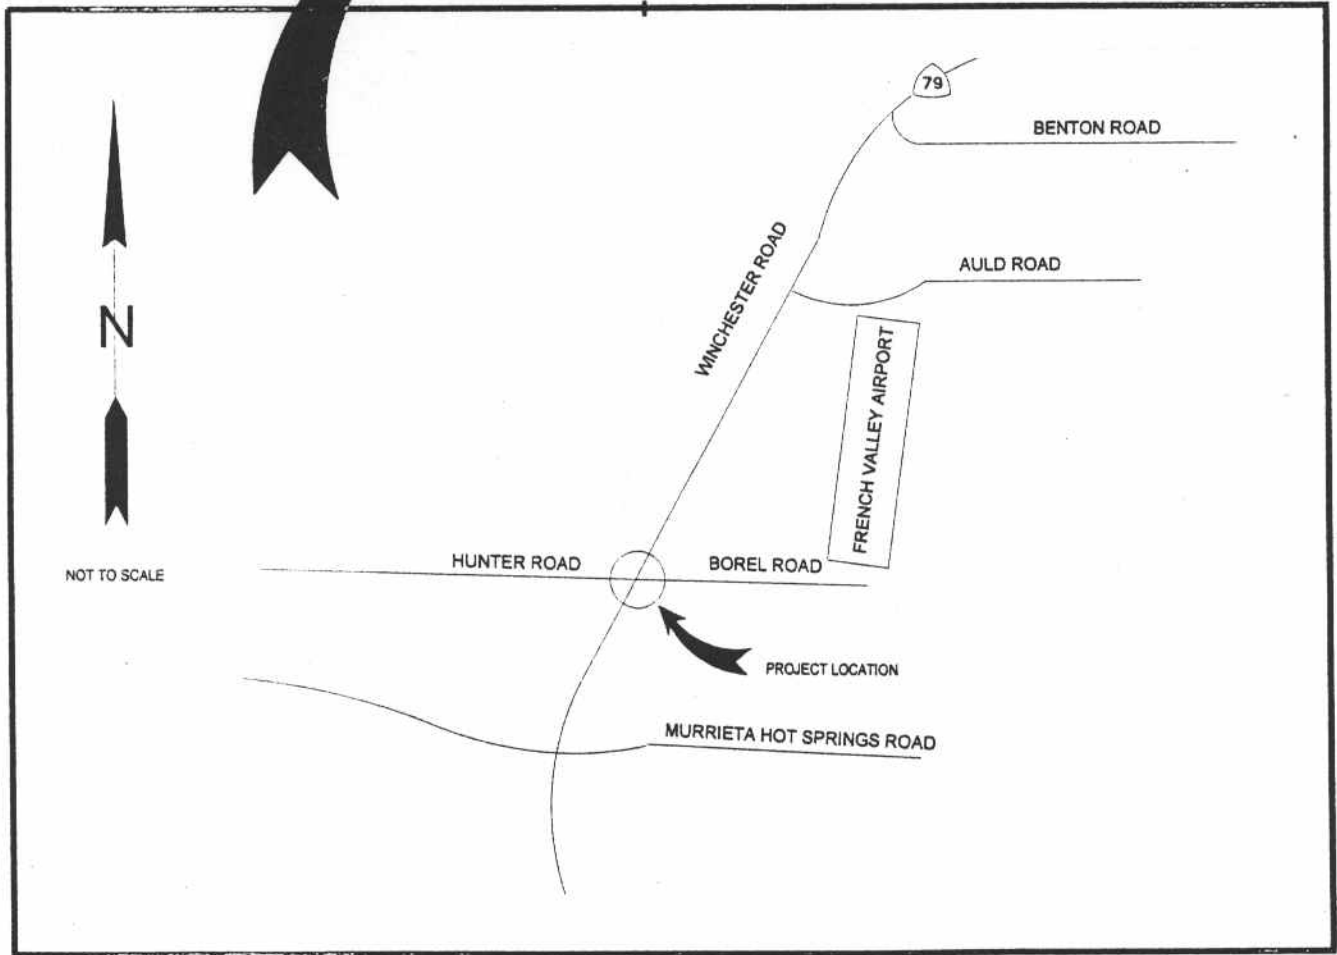 79
BENTON ROAD
WINCHESTER ROAD
AULD ROAD
N
FRENCH VALLEY AIRPORT
NOT TO SCALE
HUNTER ROAD
BOREL ROAD
PROJECT LOCATION
MURRIETA HOT SPRINGS ROAD